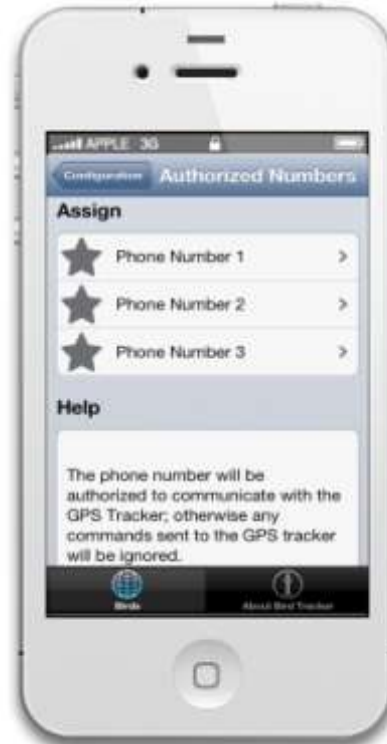 APPLE 3G
Configuration Authorized Numbers
Assign
Phone Number 1
Phone Number 2
Phone Number 3
Help
The phone number will be
authorized to communicate with the
GPS Tracker; otherwise any
commands sent to the GPS tracker
will be ignored.
Birds About Bird Tracker